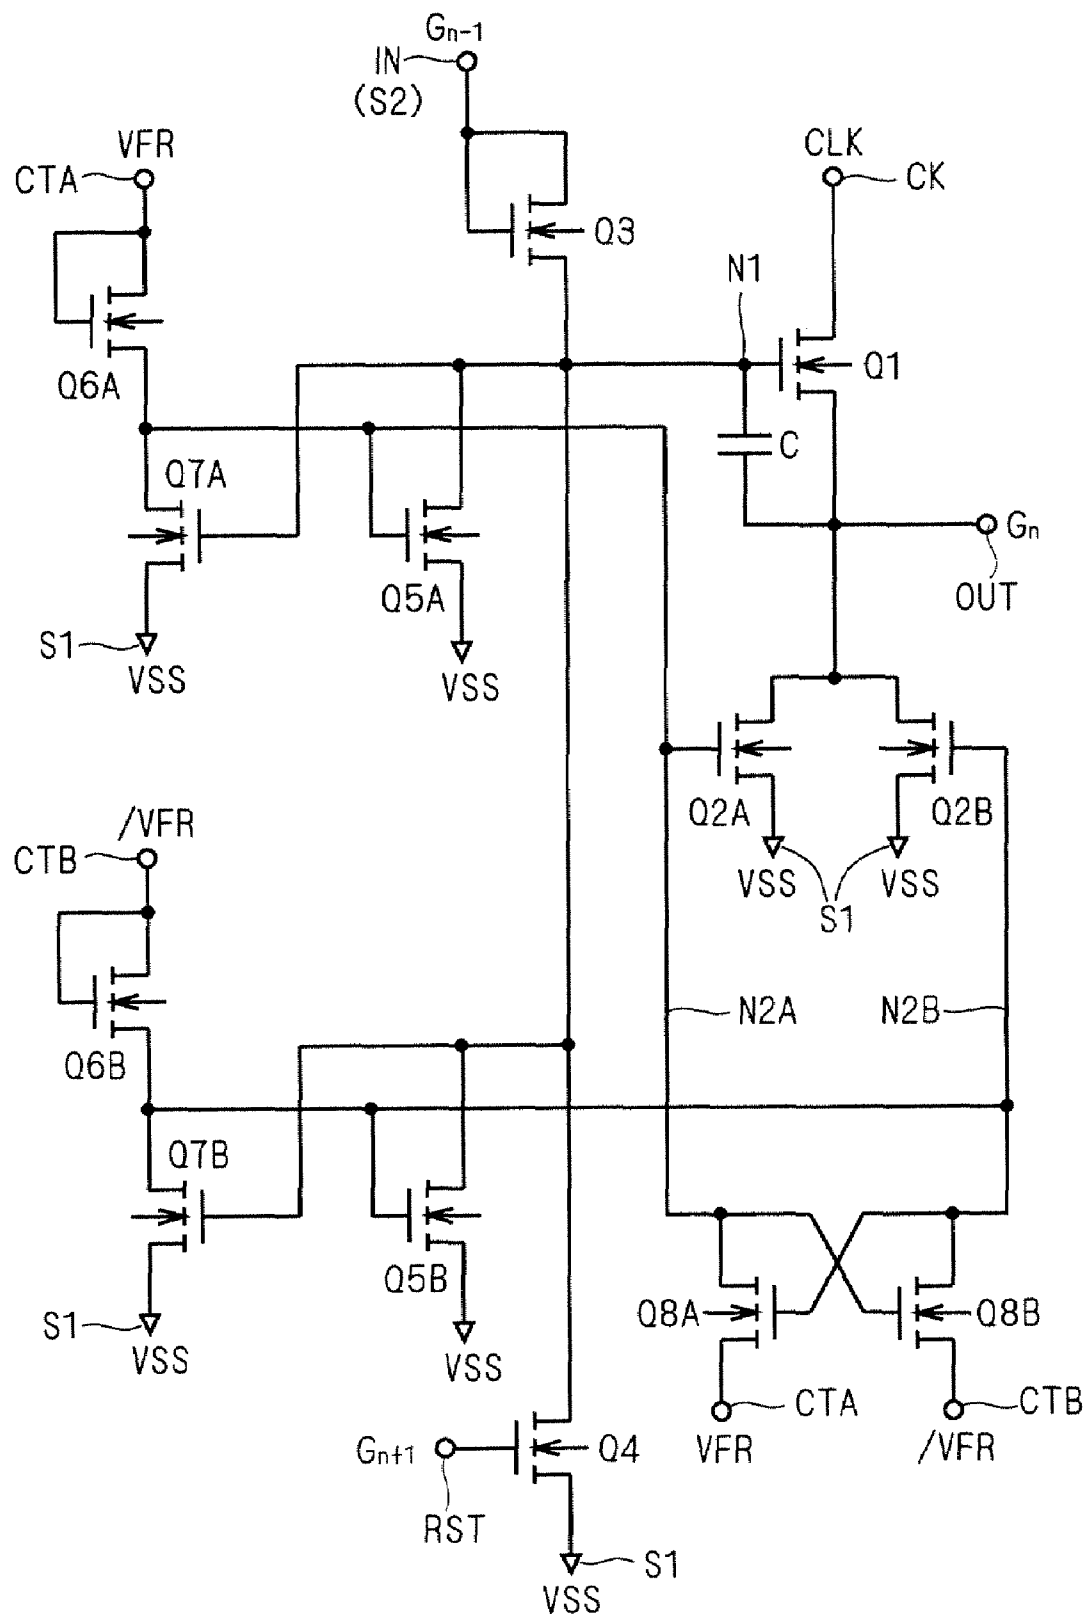 Gn-1
IN
(S2)
VFR
CTA
CLK
CK
Q3
N1
Q6A
Q1
C
Q7A
Gn
Q5A
OUT
S1
VSS
VSS
Q2A
Q2B
/VFR
CTB
VSS
VSS
S1
N2A
N2B
Q6B
Q7B
Q5B
Q8A
Q8B
S1
VSS
VSS
CTA
CTB
Gn+1
Q4
VFR
/VFR
RST
S1
VSS